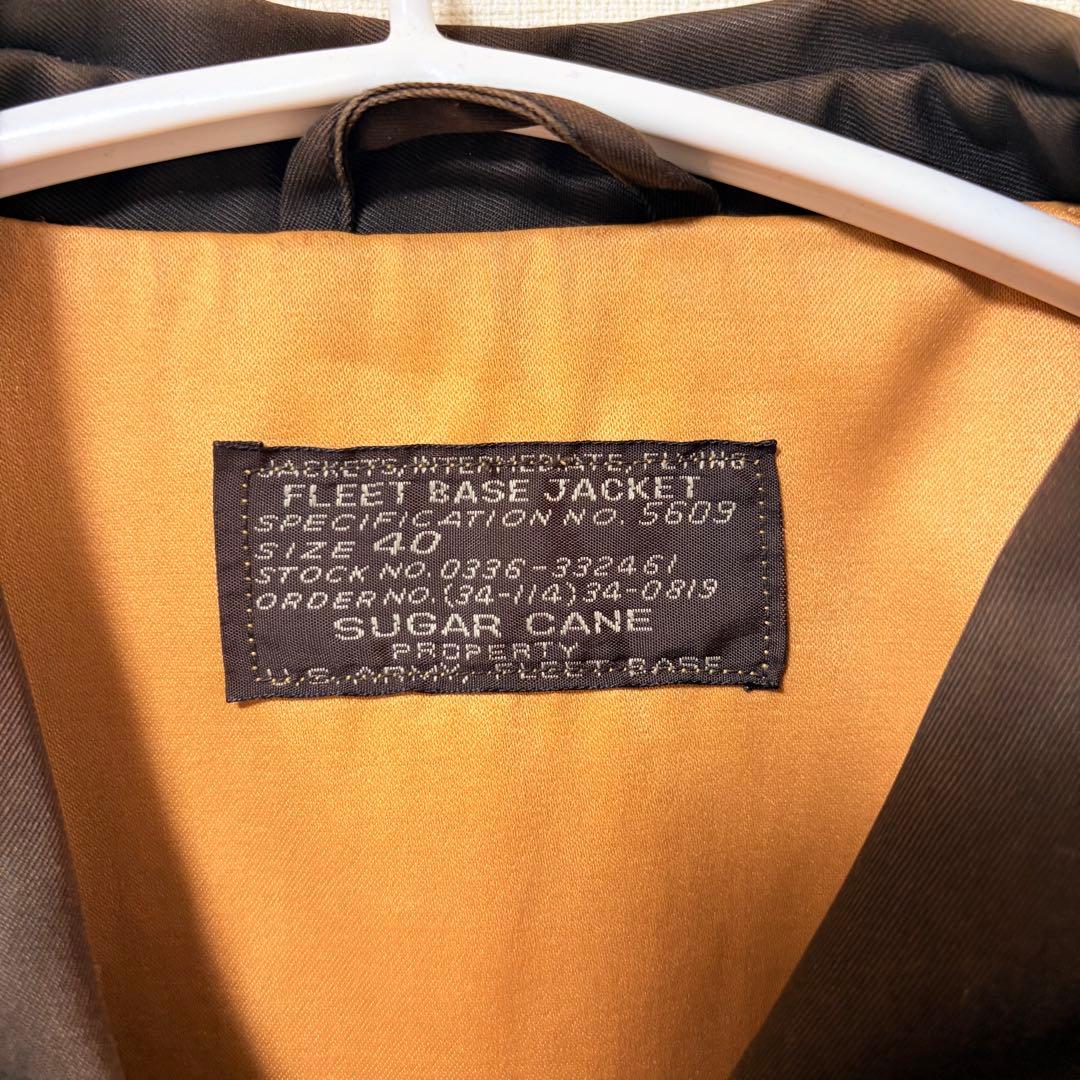 JACKETS, INTERMEDIATE, FLYING
FLEET BASE JACKET
SPECIFICATION NO. 5609
SIZE 40
STOCK NO. 0336-332461
ORDER NO. (34-114) 34-0819
SUGAR CANE
PROPERTY
U.S. ARMY, FLEET BASE